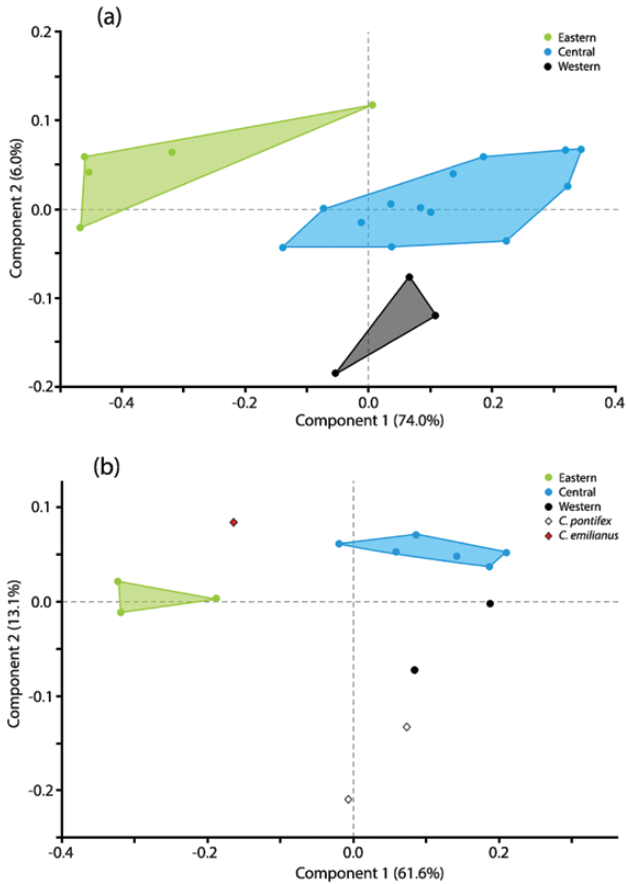 (a)
0.2
0.1
0.0
-0.1
-0.2
Component 2 (6.0%)
Eastern
Central
Western
-0.4
-0.2
0.0
0.2
0.4
Component 1 (74.0%)
(b)
0.1
0.0
-0.1
-0.2
Component 2 (13.1%)
Eastern
Central
Western
C. pontifex
C. emilianus
-0.4
-0.2
0.0
0.2
Component 1 (61.6%)